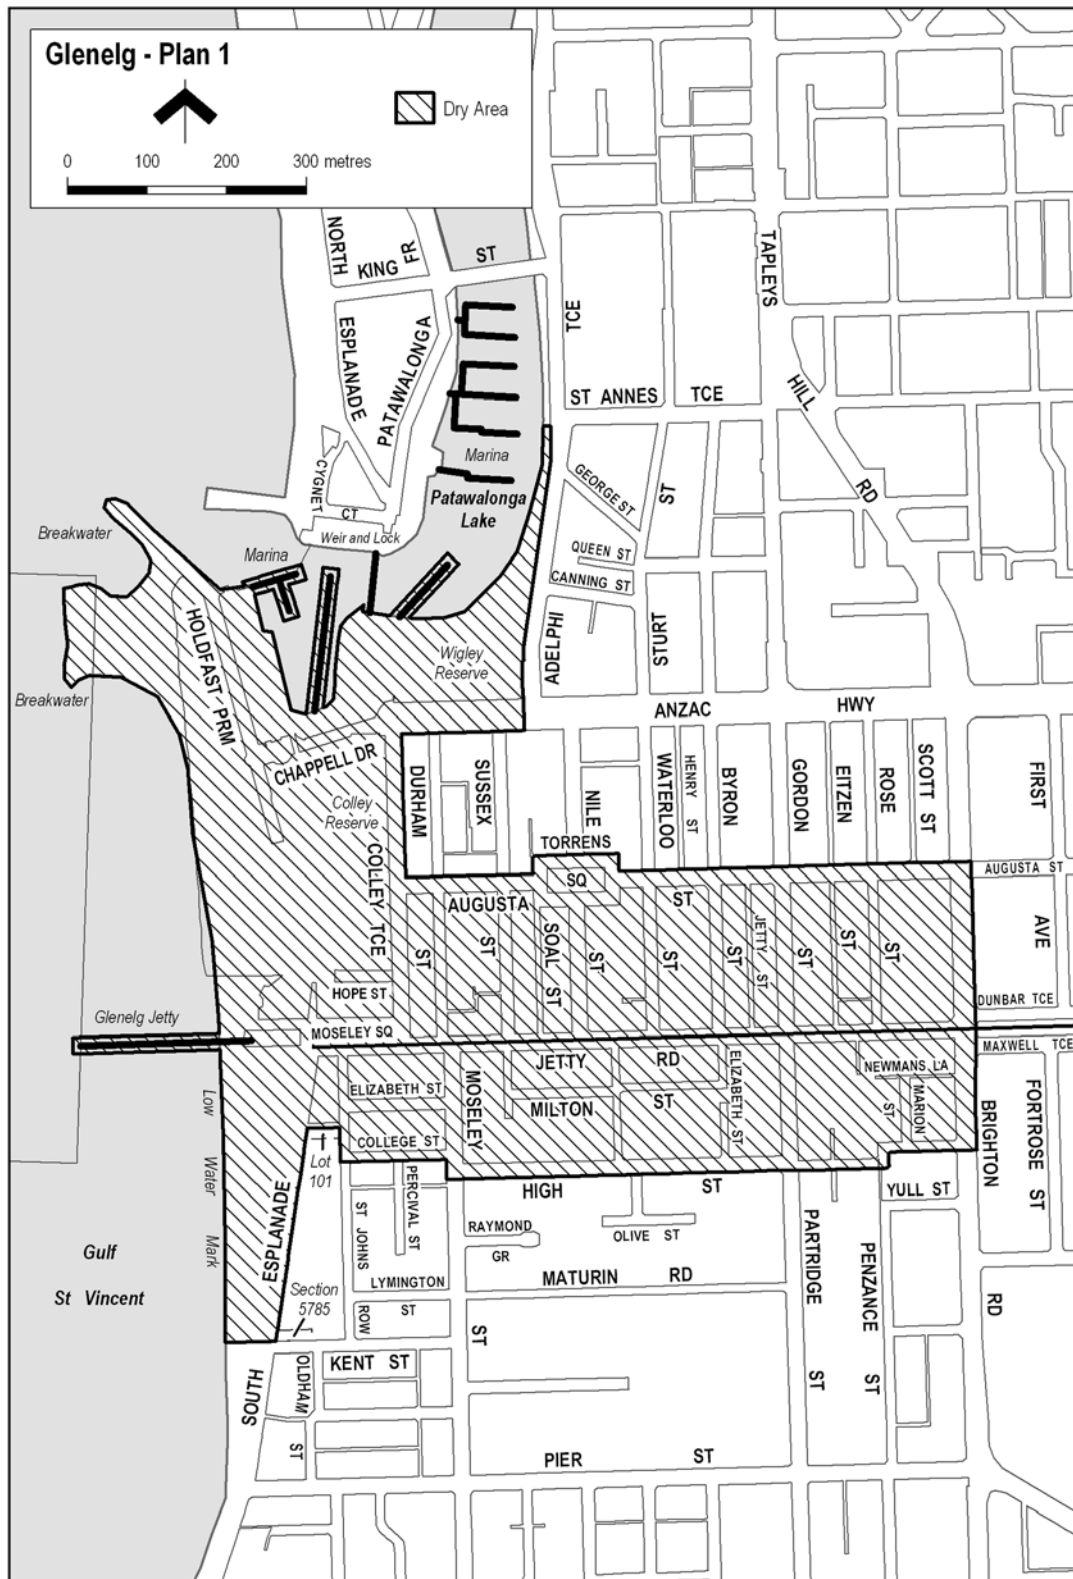 Glenelg - Plan 1
Dry Area
0 100 200 300 metres
NORTH
KING
FR
ST
TAPLEYS
TCE
ESPLANADE
PATAWALONGA
HILL
ST ANNES TCE
Marina
Patawalonga
Lake
CYGNET
CT
GEORGE ST
ST
RD
Breakwater
Weir and Lock
Marina
QUEEN ST
CANNING ST
HOLDFAST PRM
Wigley
Reserve
ADELPHI
STURT
Breakwater
ANZAC HWY
CHAPPELL DR
DURHAM
SUSSEX
NILE
WATERLOO
HENRY ST
BYRON
GORDON
EITZEN
ROSE
SCOTT ST
FIRST
Colley
Reserve
COLLEY TCE
TORRENS
SQ
AUGUSTA ST
AUGUSTA ST
ST
ST
SOAL ST
ST
ST
ST
JETTY ST
ST
ST
ST
AVE
HOPE ST
DUNBAR TCE
Glenelg Jetty
MOSELEY SQ
MAXWELL TCE
JETTY RD
NEWMANS LA
ELIZABETH ST
MOSELEY
MILTON ST
ELIZABETH ST
ST
MARION
Low Water Mark
COLLEGE ST
BRIGHTON
FORTROSE ST
Lot
101
HIGH ST
YULL ST
PERCIVAL ST
ST JOHNS
ROW
RAYMOND
GR
OLIVE ST
ESPLANADE
PARTRIDGE
PENZANCE
Gulf
St Vincent
LYMINGTON
ST
MATURIN RD
Section
5785
RD
ST
KENT ST
OLDHAM
ST
SOUTH
ST
ST
PIER ST